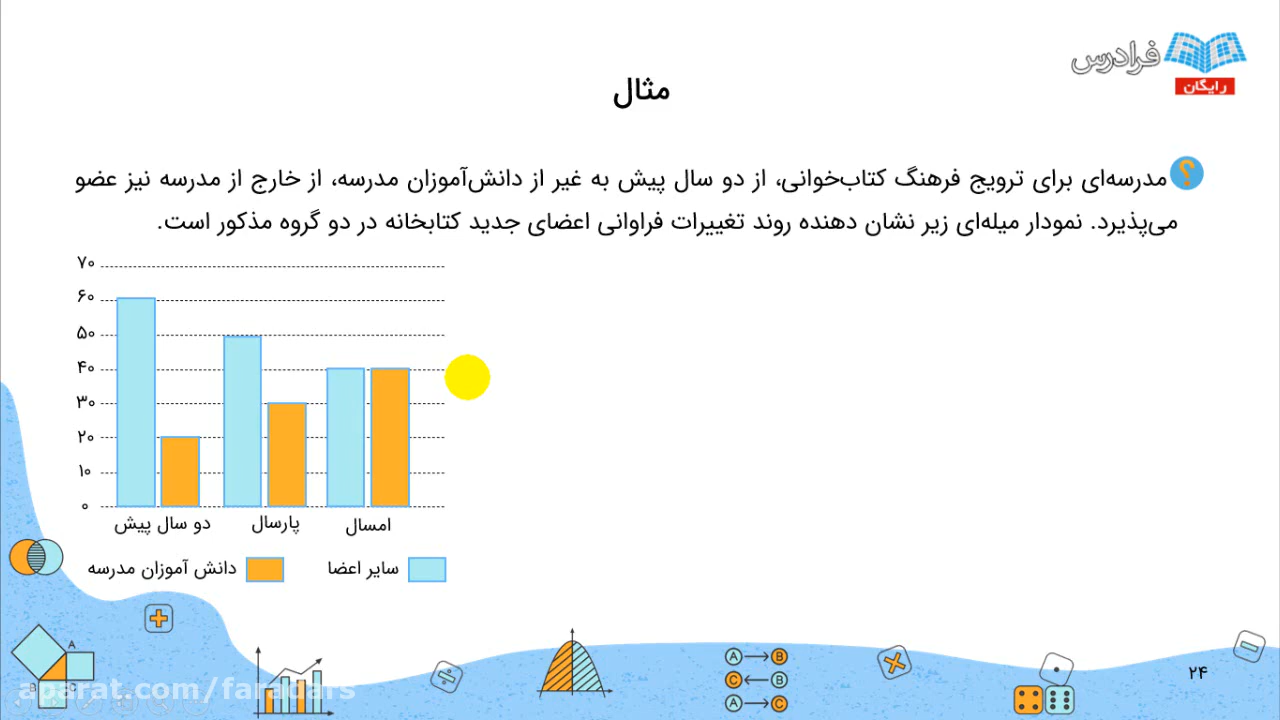 فرادرس
رایگان
مثال
؟
مدرسه‌ای برای ترویج فرهنگ کتاب‌خوانی، از دو سال پیش به غیر از دانش‌آموزان مدرسه، از خارج از مدرسه نیز عضو
می‌پذیرد. نمودار میله‌ای زیر نشان دهنده روند تغییرات فراوانی اعضای جدید کتابخانه در دو گروه مذکور است.
۷۰
۶۰
۵۰
۴۰
۳۰
۲۰
۱۰
۰
دو سال پیش پارسال امسال
دانش آموزان مدرسه سایر اعضا
A
B C
A B
C B
A C
۲۴
aparat.com/faradars